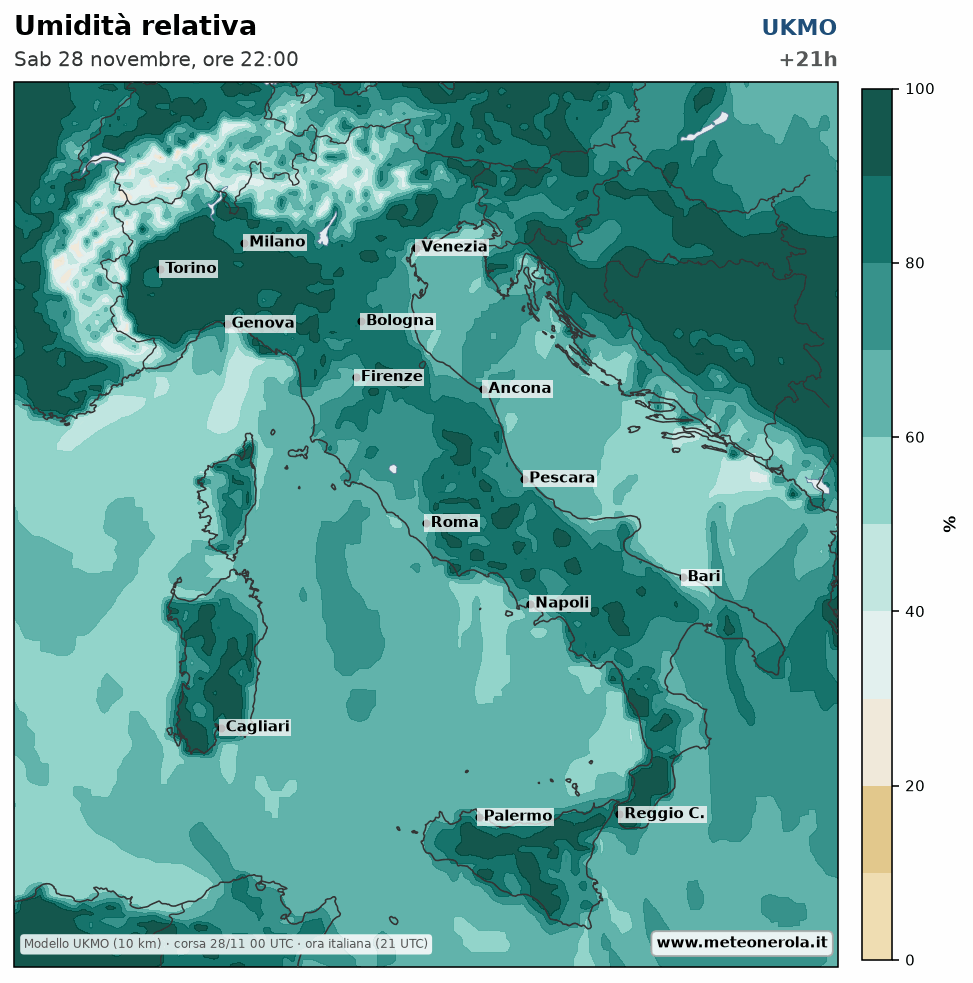 Umidità relativa
UKMO
Sab 28 novembre, ore 22:00
+21h
100
80
60
40
20
0
%
Milano
Venezia
Torino
Genova
Bologna
Firenze
Ancona
Pescara
Roma
Bari
Napoli
Cagliari
Palermo
Reggio C.
Modello UKMO (10 km) · corsa 28/11 00 UTC · ora italiana (21 UTC)
www.meteonerola.it